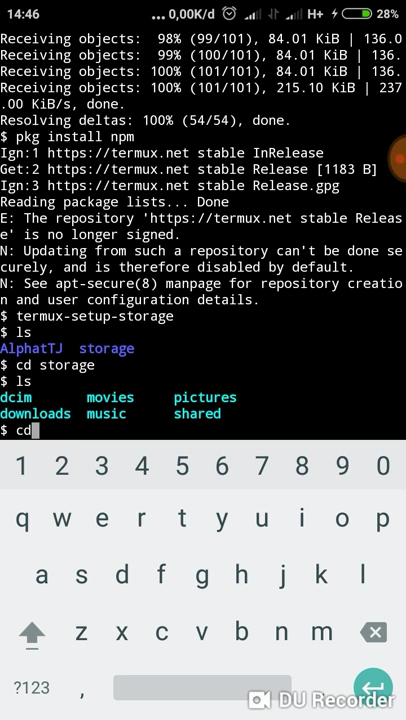 14:46 ... 0,00K/d H+ 28%
Receiving objects:  98% (99/101), 84.01 KiB | 136.0
Receiving objects:  99% (100/101), 84.01 KiB | 136.
Receiving objects: 100% (101/101), 84.01 KiB | 136.
Receiving objects: 100% (101/101), 215.10 KiB | 237
.00 KiB/s, done.
Resolving deltas: 100% (54/54), done.
$ pkg install npm
Ign:1 https://termux.net stable InRelease
Get:2 https://termux.net stable Release [1183 B]
Ign:3 https://termux.net stable Release.gpg
Reading package lists... Done
E: The repository 'https://termux.net stable Releas
e' is no longer signed.
N: Updating from such a repository can't be done se
curely, and is therefore disabled by default.
N: See apt-secure(8) manpage for repository creatio
n and user configuration details.
$ termux-setup-storage
$ ls
AlphatTJ  storage
$ cd storage
$ ls
dcim       movies     pictures
downloads  music      shared
$ cd
1 2 3 4 5 6 7 8 9 0
q w e r t y u i o p
a s d f g h j k l
z x c v b n m
?123 ,
DU Recorder